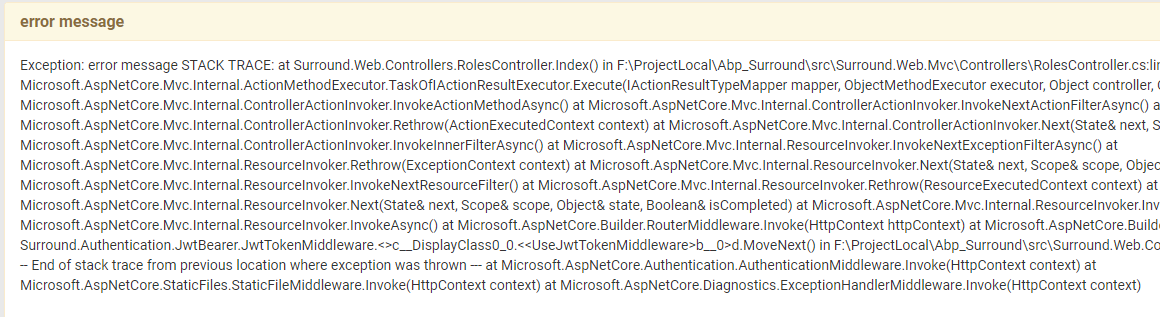 error message
Exception: error message STACK TRACE: at Surround.Web.Controllers.RolesController.Index() in F:\ProjectLocal\Abp_Surround\src\Surround.Web.Mvc\Controllers\RolesController.cs:lin
Microsoft.AspNetCore.Mvc.Internal.ActionMethodExecutor.TaskOfIActionResultExecutor.Execute(IActionResultTypeMapper mapper, ObjectMethodExecutor executor, Object controller,
Microsoft.AspNetCore.Mvc.Internal.ControllerActionInvoker.InvokeActionMethodAsync() at Microsoft.AspNetCore.Mvc.Internal.ControllerActionInvoker.InvokeNextActionFilterAsync() a
Microsoft.AspNetCore.Mvc.Internal.ControllerActionInvoker.Rethrow(ActionExecutedContext context) at Microsoft.AspNetCore.Mvc.Internal.ControllerActionInvoker.Next(State& next, S
Microsoft.AspNetCore.Mvc.Internal.ControllerActionInvoker.InvokeInnerFilterAsync() at Microsoft.AspNetCore.Mvc.Internal.ResourceInvoker.InvokeNextExceptionFilterAsync() at
Microsoft.AspNetCore.Mvc.Internal.ResourceInvoker.Rethrow(ExceptionContext context) at Microsoft.AspNetCore.Mvc.Internal.ResourceInvoker.Next(State& next, Scope& scope, Objec
Microsoft.AspNetCore.Mvc.Internal.ResourceInvoker.InvokeNextResourceFilter() at Microsoft.AspNetCore.Mvc.Internal.ResourceInvoker.Rethrow(ResourceExecutedContext context) at
Microsoft.AspNetCore.Mvc.Internal.ResourceInvoker.Next(State& next, Scope& scope, Object& state, Boolean& isCompleted) at Microsoft.AspNetCore.Mvc.Internal.ResourceInvoker.Inv
Microsoft.AspNetCore.Mvc.Internal.ResourceInvoker.InvokeAsync() at Microsoft.AspNetCore.Builder.RouterMiddleware.Invoke(HttpContext httpContext) at Microsoft.AspNetCore.Builde
Surround.Authentication.JwtBearer.JwtTokenMiddleware.<>c__DisplayClass0_0.<<UseJwtTokenMiddleware>b__0>d.MoveNext() in F:\ProjectLocal\Abp_Surround\src\Surround.Web.Co
-- End of stack trace from previous location where exception was thrown --- at Microsoft.AspNetCore.Authentication.AuthenticationMiddleware.Invoke(HttpContext context) at
Microsoft.AspNetCore.StaticFiles.StaticFileMiddleware.Invoke(HttpContext context) at Microsoft.AspNetCore.Diagnostics.ExceptionHandlerMiddleware.Invoke(HttpContext context)